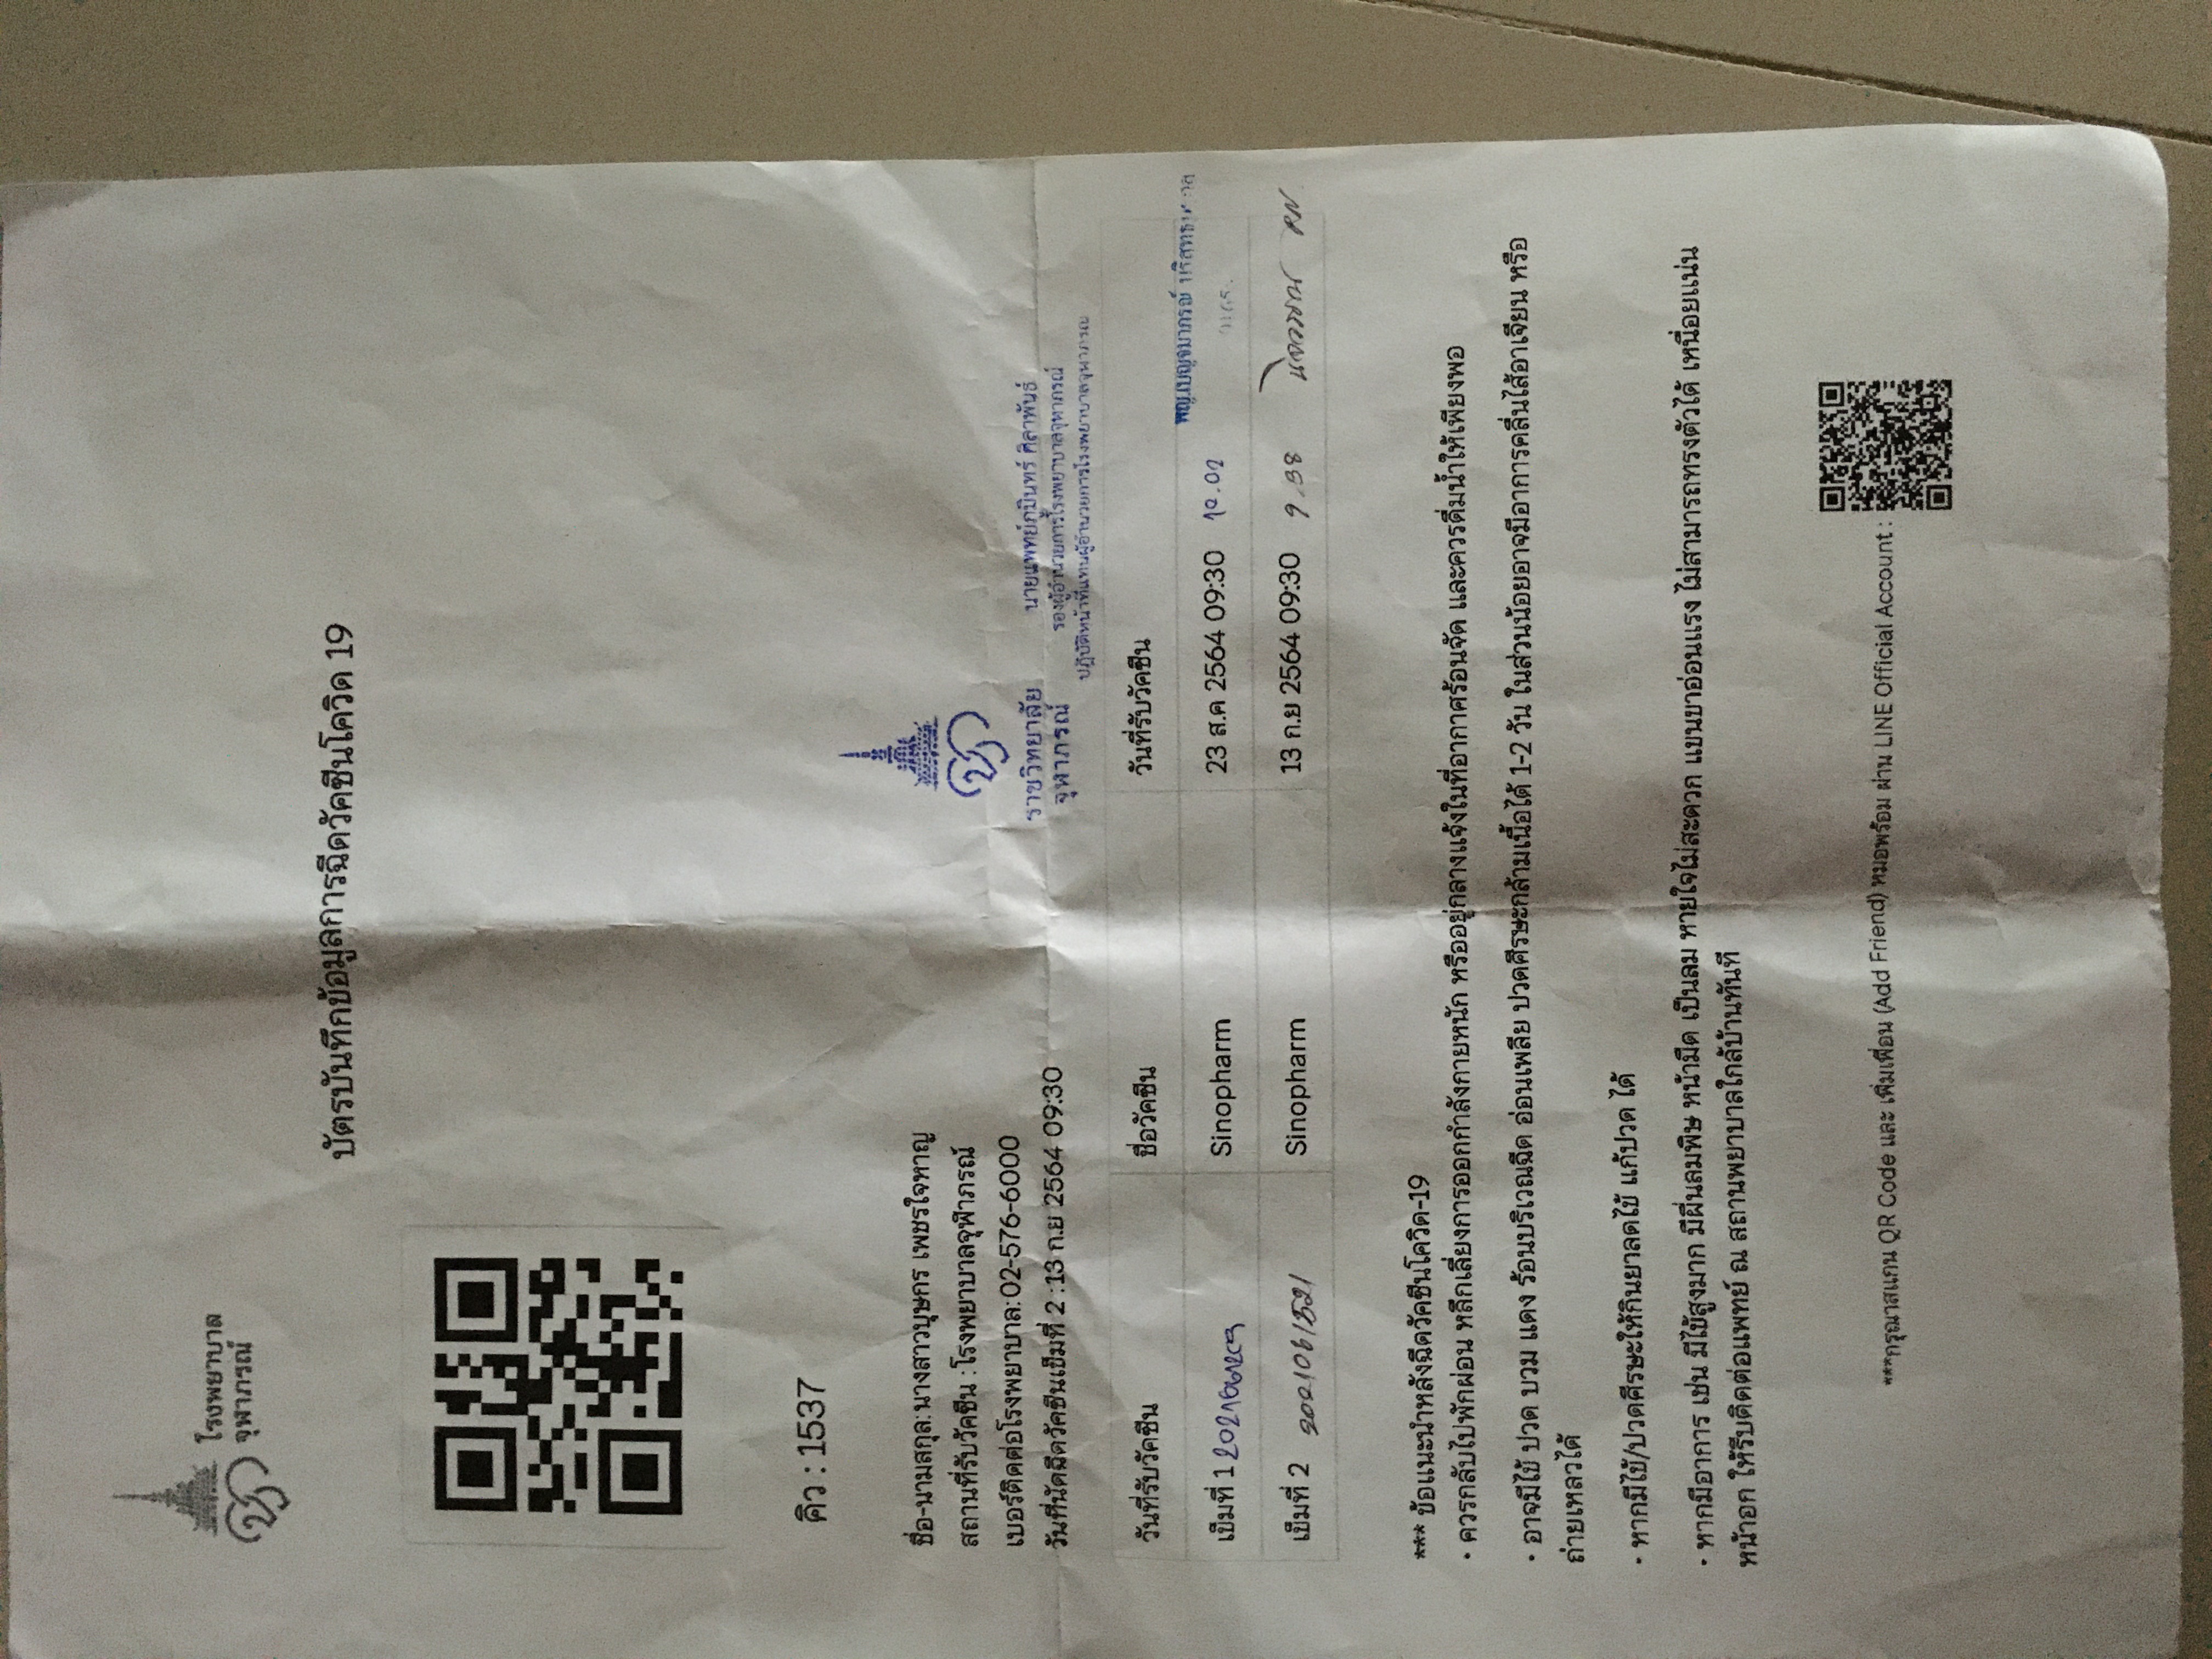 โรงพยาบาล
จุฬาภรณ์
บัตรบันทึกข้อมูลการฉีดวัคซีนโควิด 19
คิว : 1537
ชื่อ-นามสกุล:นางสาวบุษกร เพชรใจหาญ
สถานที่รับวัคซีน :โรงพยาบาลจุฬาภรณ์
เบอร์ติดต่อโรงพยาบาล:02-576-6000
วันที่นัดฉีดวัคซีนเข็มที่ 2 :13 ก.ย 2564 09:30
ราชวิทยาลัย
จุฬาภรณ์
นายแพทย์ภูบินทร์ ศิลาพันธ์
รองผู้อำนวยการโรงพยาบาลจุฬาภรณ์
ปฏิบัติหน้าที่แทนผู้อำนวยการโรงพยาบาลจุฬาภรณ์
วันที่รับวัคซีน ชื่อวัคซีน วันที่รับวัคซีน
พญ.เบญจมาภรณ์
เข็มที่ 1 Sinopharm 23 ส.ค 2564 09:30 10.02
เข็มที่ 2 2021061521 Sinopharm 13 ก.ย 2564 09:30 9.38 RN
*** ข้อแนะนำหลังฉีดวัคซีนโควิด-19
· ควรกลับไปพักผ่อน หลีกเลี่ยงการออกกำลังกายหนัก หรืออยู่กลางแจ้งในที่อากาศร้อนจัด และควรดื่มน้ำให้เพียงพอ
· อาจมีไข้ ปวด บวม แดง ร้อนบริเวณฉีด อ่อนเพลีย ปวดศีรษะกล้ามเนื้อได้ 1-2 วัน ในส่วนน้อยอาจมีอาการคลื่นไส้อาเจียน หรือ
ถ่ายเหลวได้
· หากมีไข้/ปวดศีรษะให้กินยาลดไข้ แก้ปวด ได้
· หากมีอาการ เช่น มีไข้สูงมาก มีผื่นลมพิษ หน้ามืด เป็นลม หายใจไม่สะดวก แขนขาอ่อนแรง ไม่สามารถทรงตัวได้ เหนื่อยแน่น
หน้าอก ให้รีบติดต่อแพทย์ ณ สถานพยาบาลใกล้บ้านทันที
***กรุณาสแกน QR Code และ เพิ่มเพื่อน (Add Friend) หมอพร้อม ผ่าน LINE Official Account :